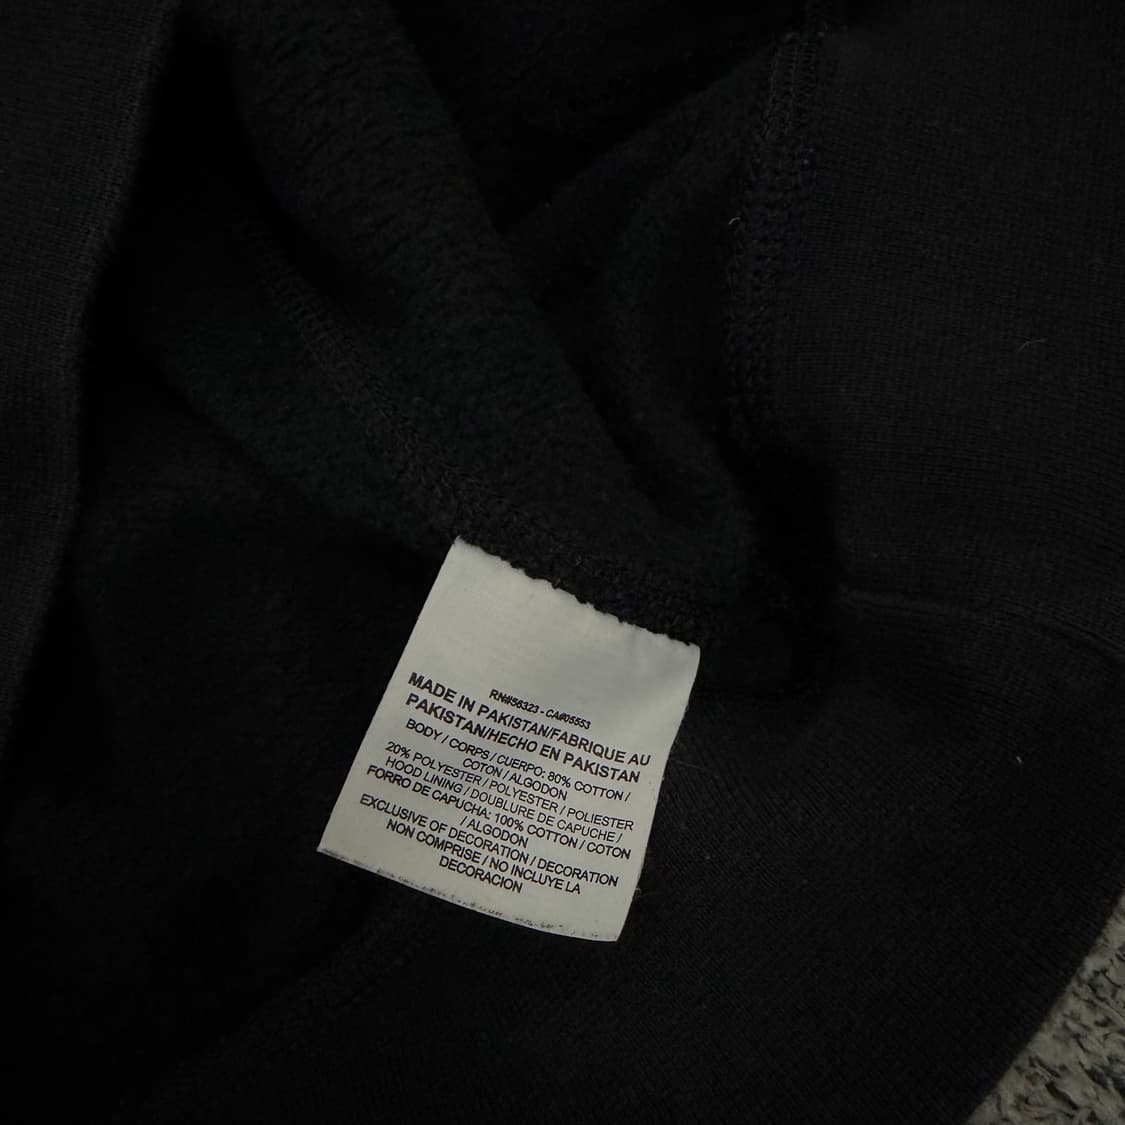 RN#56323 - CA#05553
MADE IN PAKISTAN/FABRIQUE AU
PAKISTAN/HECHO EN PAKISTAN
BODY / CORPS / CUERPO: 80% COTTON /
COTON / ALGODON
20% POLYESTER / POLYESTER / POLIESTER
HOOD LINING / DOUBLURE DE CAPUCHE /
FORRO DE CAPUCHA: 100% COTTON / COTON
/ ALGODON
EXCLUSIVE OF DECORATION / DECORATION
NON COMPRISE / NO INCLUYE LA
DECORACION